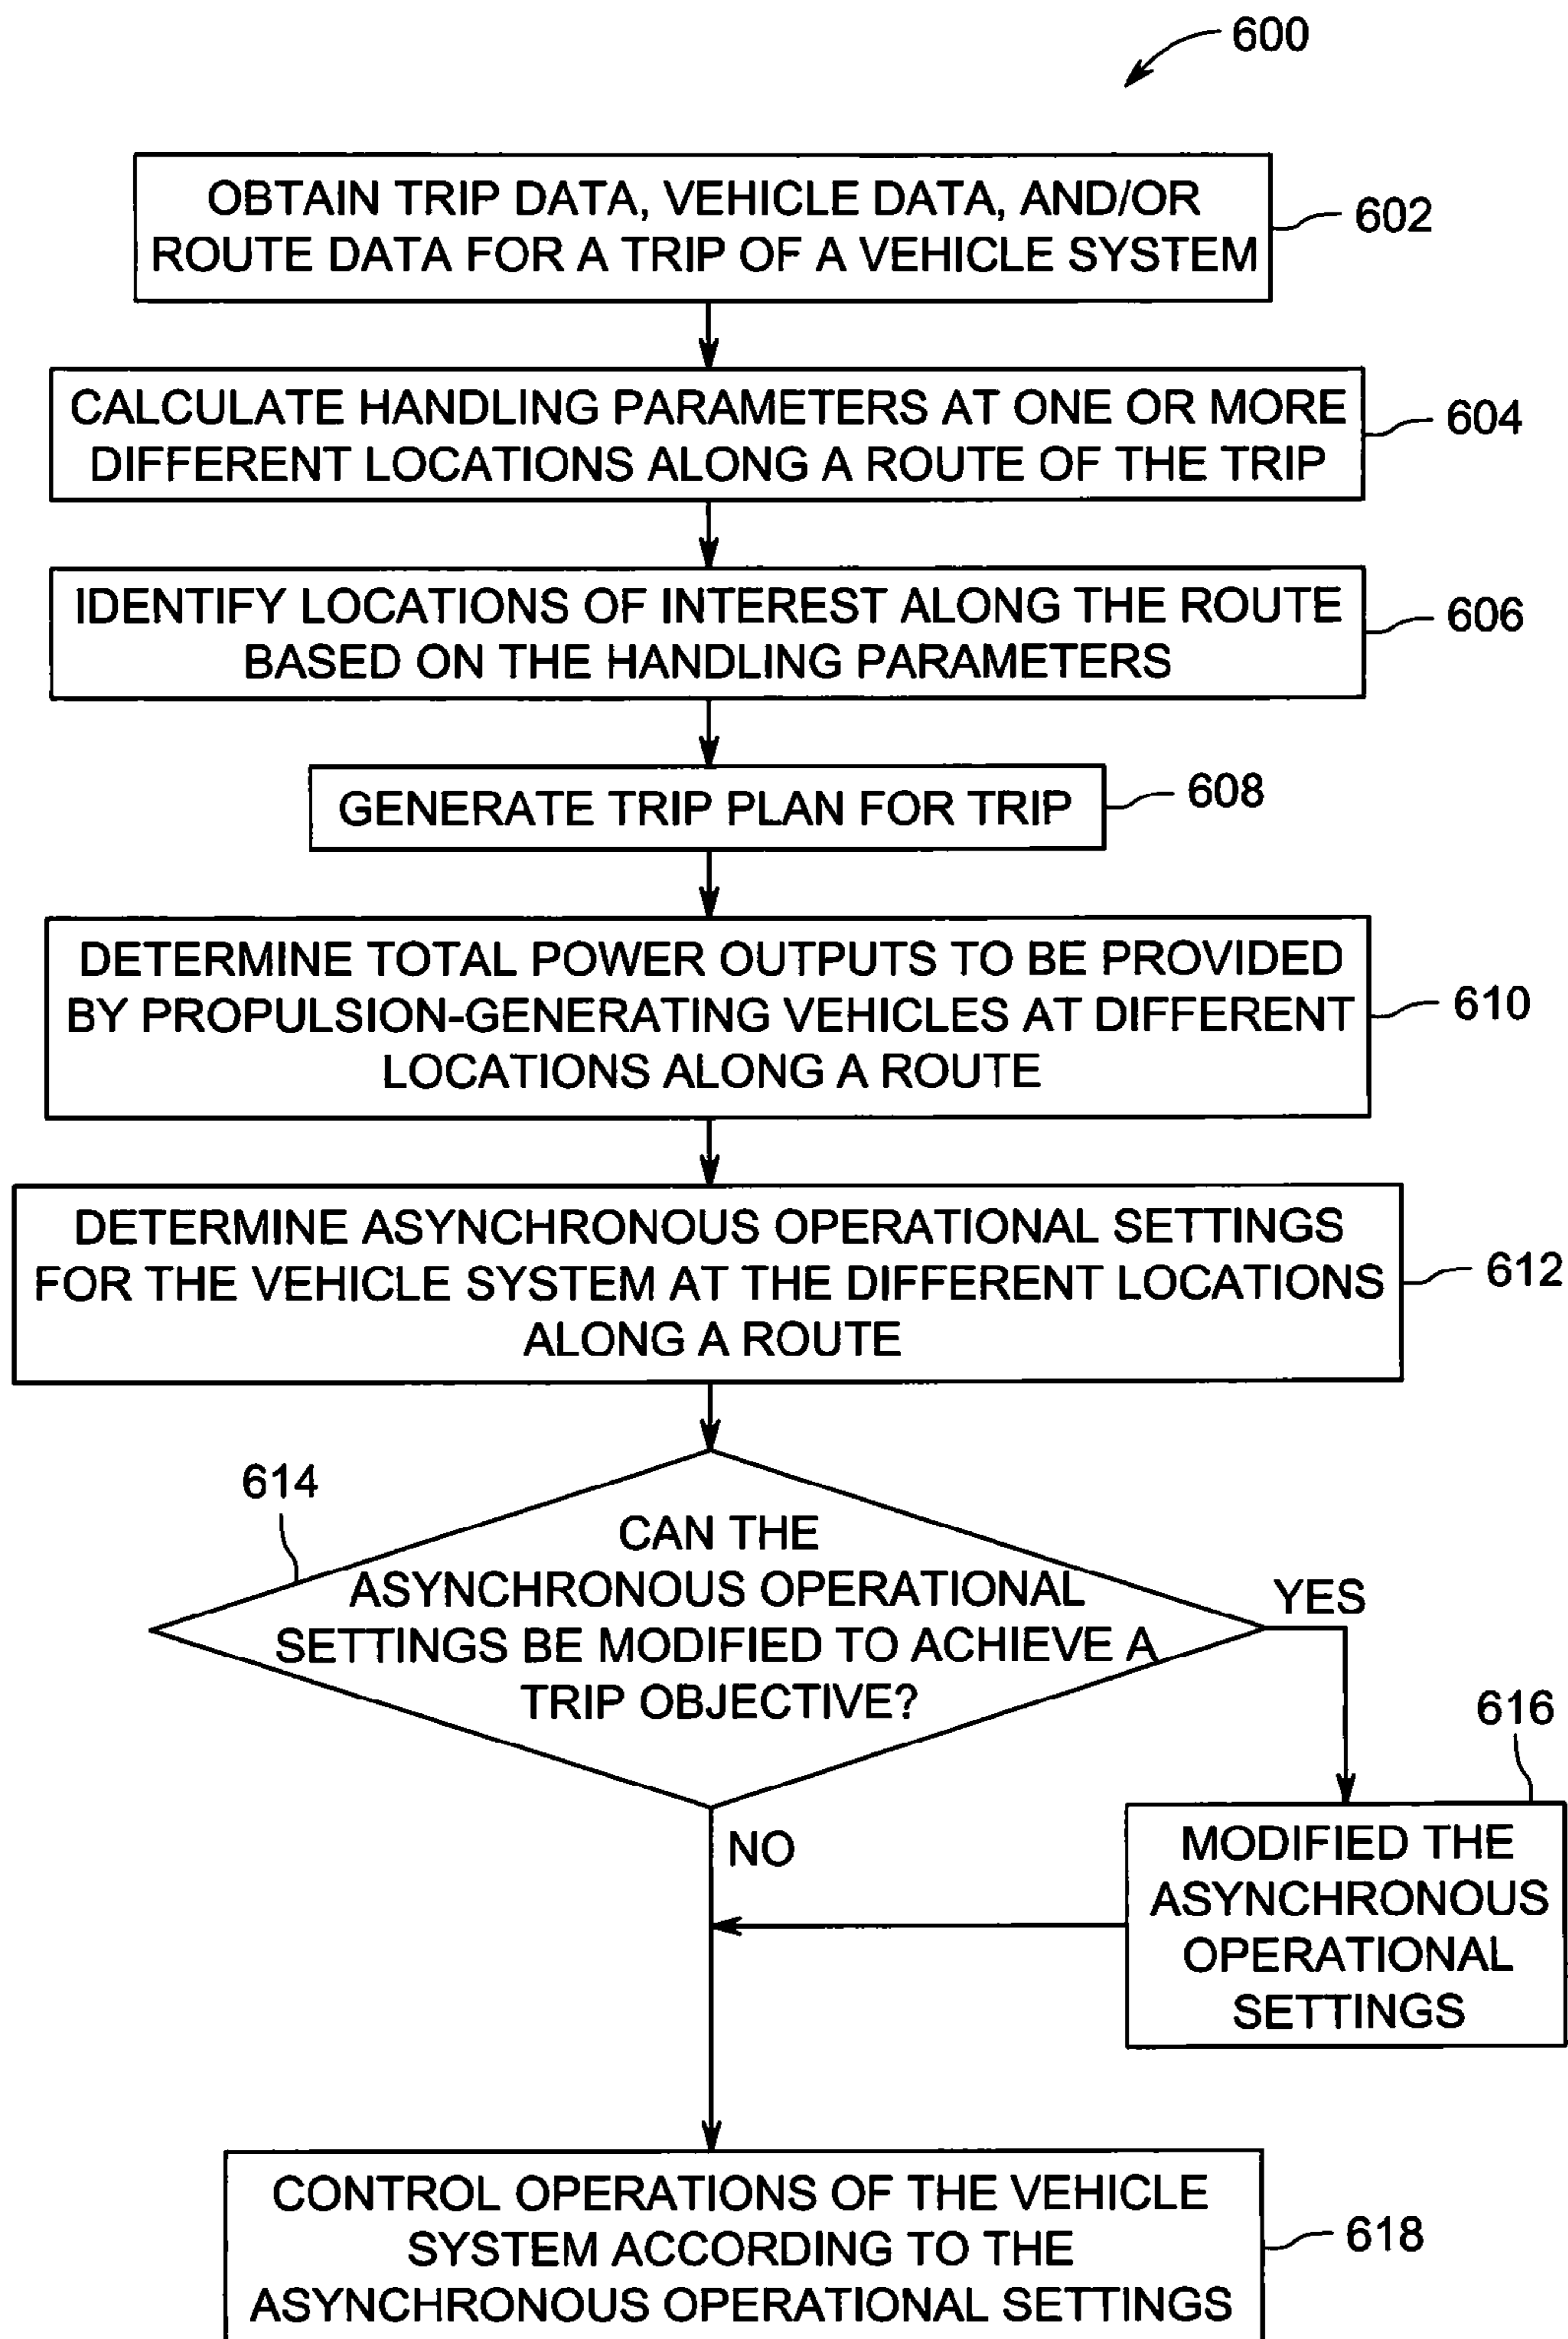 600
OBTAIN TRIP DATA, VEHICLE DATA, AND/OR
ROUTE DATA FOR A TRIP OF A VEHICLE SYSTEM
602
CALCULATE HANDLING PARAMETERS AT ONE OR MORE
DIFFERENT LOCATIONS ALONG A ROUTE OF THE TRIP
604
IDENTIFY LOCATIONS OF INTEREST ALONG THE ROUTE
BASED ON THE HANDLING PARAMETERS
606
GENERATE TRIP PLAN FOR TRIP
608
DETERMINE TOTAL POWER OUTPUTS TO BE PROVIDED
BY PROPULSION-GENERATING VEHICLES AT DIFFERENT
LOCATIONS ALONG A ROUTE
610
DETERMINE ASYNCHRONOUS OPERATIONAL SETTINGS
FOR THE VEHICLE SYSTEM AT THE DIFFERENT LOCATIONS
ALONG A ROUTE
612
614
CAN THE
ASYNCHRONOUS OPERATIONAL
SETTINGS BE MODIFIED TO ACHIEVE A
TRIP OBJECTIVE?
YES
616
NO
MODIFIED THE
ASYNCHRONOUS
OPERATIONAL
SETTINGS
CONTROL OPERATIONS OF THE VEHICLE
SYSTEM ACCORDING TO THE
ASYNCHRONOUS OPERATIONAL SETTINGS
618